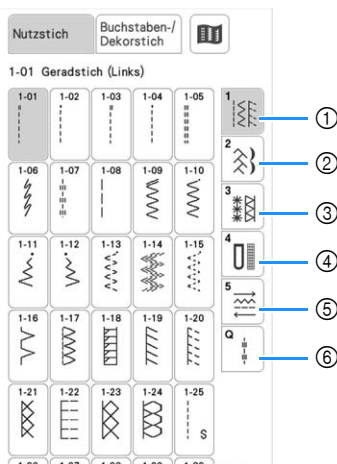 Nutzstich
Buchstaben-/
Dekorstich
1-01 Geradstich (Links)
1-01 1-02 1-03 1-04 1-05
1 ①
2 ②
1-06 1-07 1-08 1-09 1-10
3 ③
1-11 1-12 1-13 1-14 1-15
4 ④
5 ⑤
1-16 1-17 1-18 1-19 1-20
Q ⑥
1-21 1-22 1-23 1-24 1-25
S